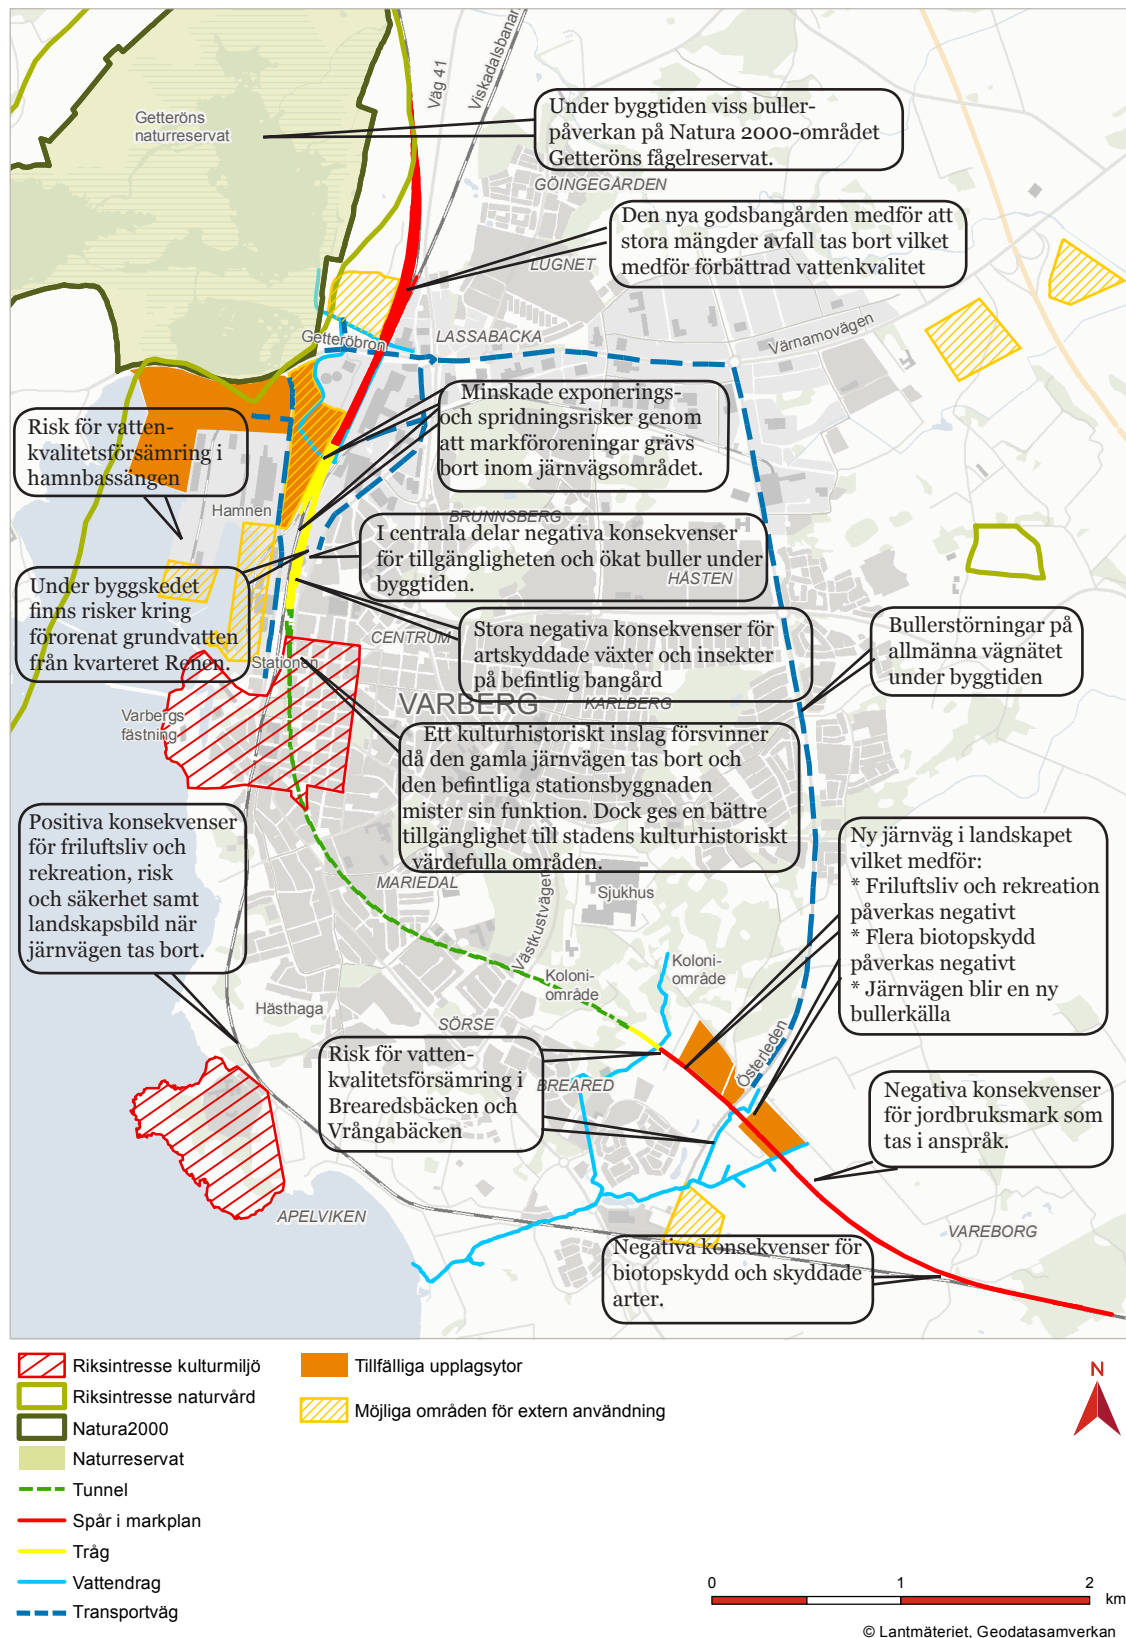 Väg 41
Viskadalsbanan
Getteröns
naturreservat
Under byggtiden viss buller-
påverkan på Natura 2000-området
Getteröns fågelreservat.
GÖINGEGÅRDEN
Den nya godsbangården medför att
stora mängder avfall tas bort vilket
medför förbättrad vattenkvalitet
LUGNET
Getteröbron
LASSABACKA
Värnamovägen
Minskade exponerings-
och spridningsrisker genom
att markföroreningar grävs
bort inom järnvägsområdet.
Risk för vatten-
kvalitetsförsämring i
hamnbassängen
Hamnen
BRUNNSBERG
I centrala delar negativa konsekvenser
för tillgängligheten och ökat buller under
byggtiden.
HÅSTEN
Under byggskedet
finns risker kring
förorenat grundvatten
från kvarteret Renen.
Stationen
CENTRUM
Stora negativa konsekvenser för
artskyddade växter och insekter
på befintlig bangård
Bullerstörningar på
allmänna vägnätet
under byggtiden
VARBERG
KARLBERG
Varbergs
fästning
Ett kulturhistoriskt inslag försvinner
då den gamla järnvägen tas bort och
den befintliga stationsbyggnaden
mister sin funktion. Dock ges en bättre
tillgänglighet till stadens kulturhistoriskt
värdefulla områden.
Positiva konsekvenser
för friluftsliv och
rekreation, risk
och säkerhet samt
landskapsbild när
järnvägen tas bort.
Ny järnväg i landskapet
vilket medför:
* Friluftsliv och rekreation
påverkas negativt
* Flera biotopskydd
påverkas negativt
* Järnvägen blir en ny
bullerkälla
MARIEDAL
Sjukhus
Västkustvägen
Koloni-
område
Koloni-
område
Hästhaga
SÖRSE
Österleden
Risk för vatten-
kvalitetsförsämring i
Brearedsbäcken och
Vrångabäcken
BREARED
Negativa konsekvenser
för jordbruksmark som
tas i anspråk.
APELVIKEN
VAREBORG
Negativa konsekvenser för
biotopskydd och skyddade
arter.
Riksintresse kulturmiljö
Riksintresse naturvård
Natura2000
Naturreservat
Tunnel
Spår i markplan
Tråg
Vattendrag
Transportväg
Tillfälliga upplagsytor
Möjliga områden för extern användning
N
0 1 2
km
© Lantmäteriet, Geodatasamverkan